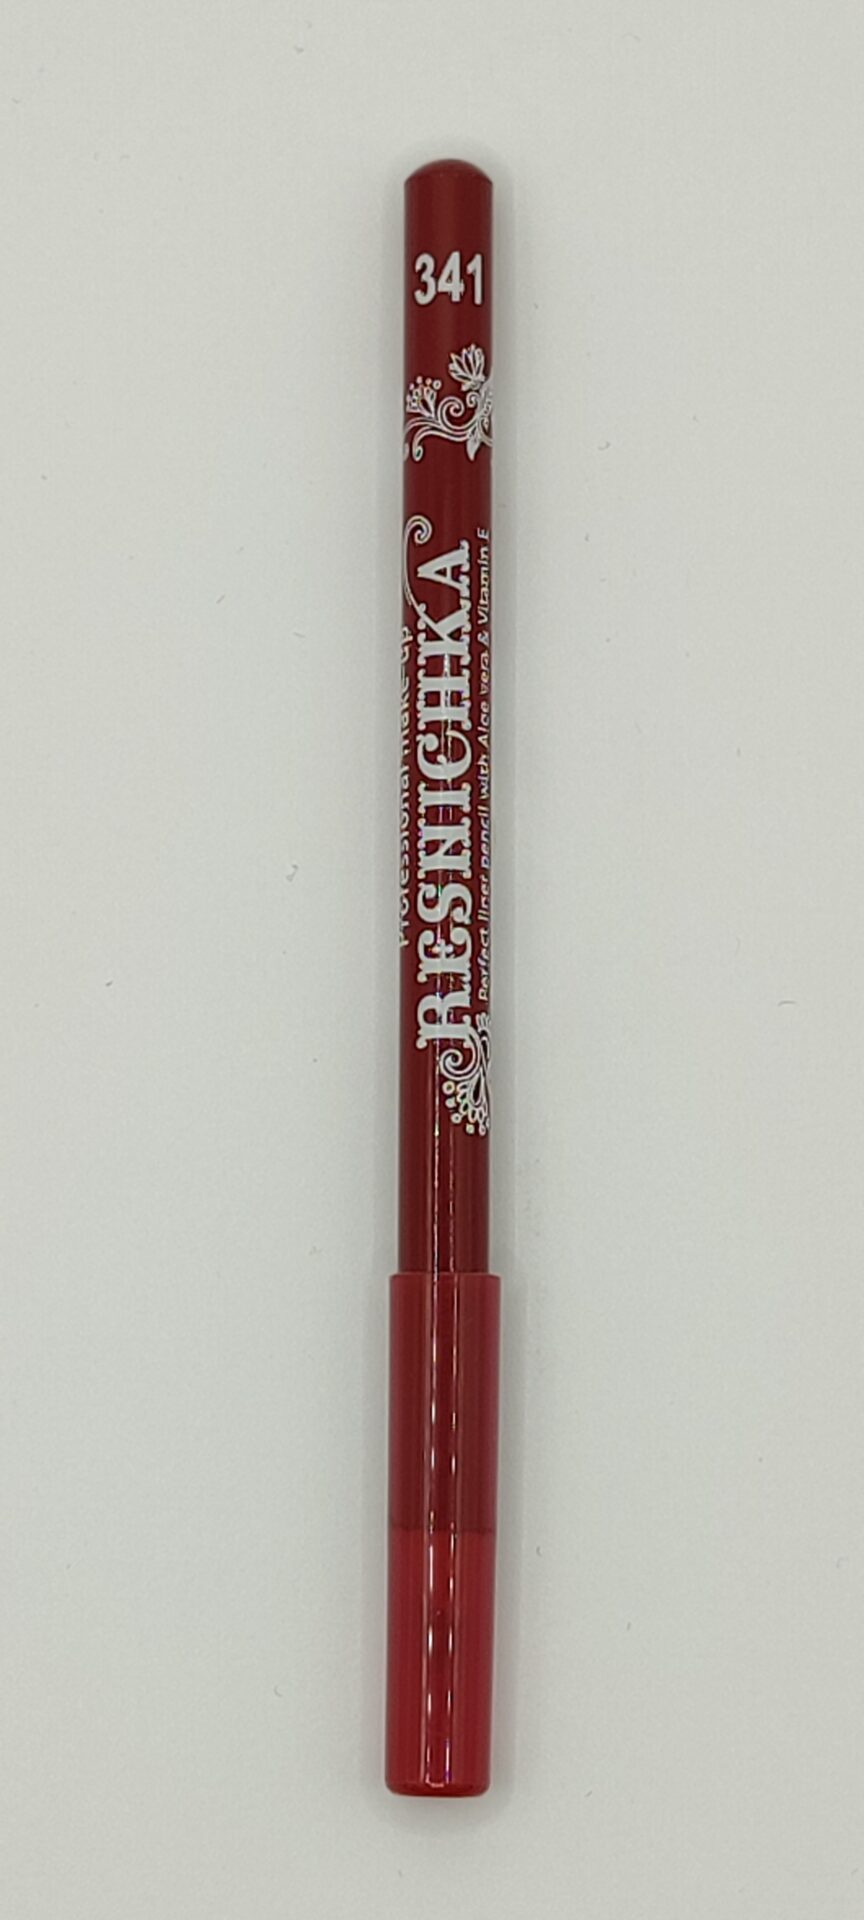 341
Professional make-up
RESNICHKA
Perfect liner pencil with Aloe vera & Vitamin E